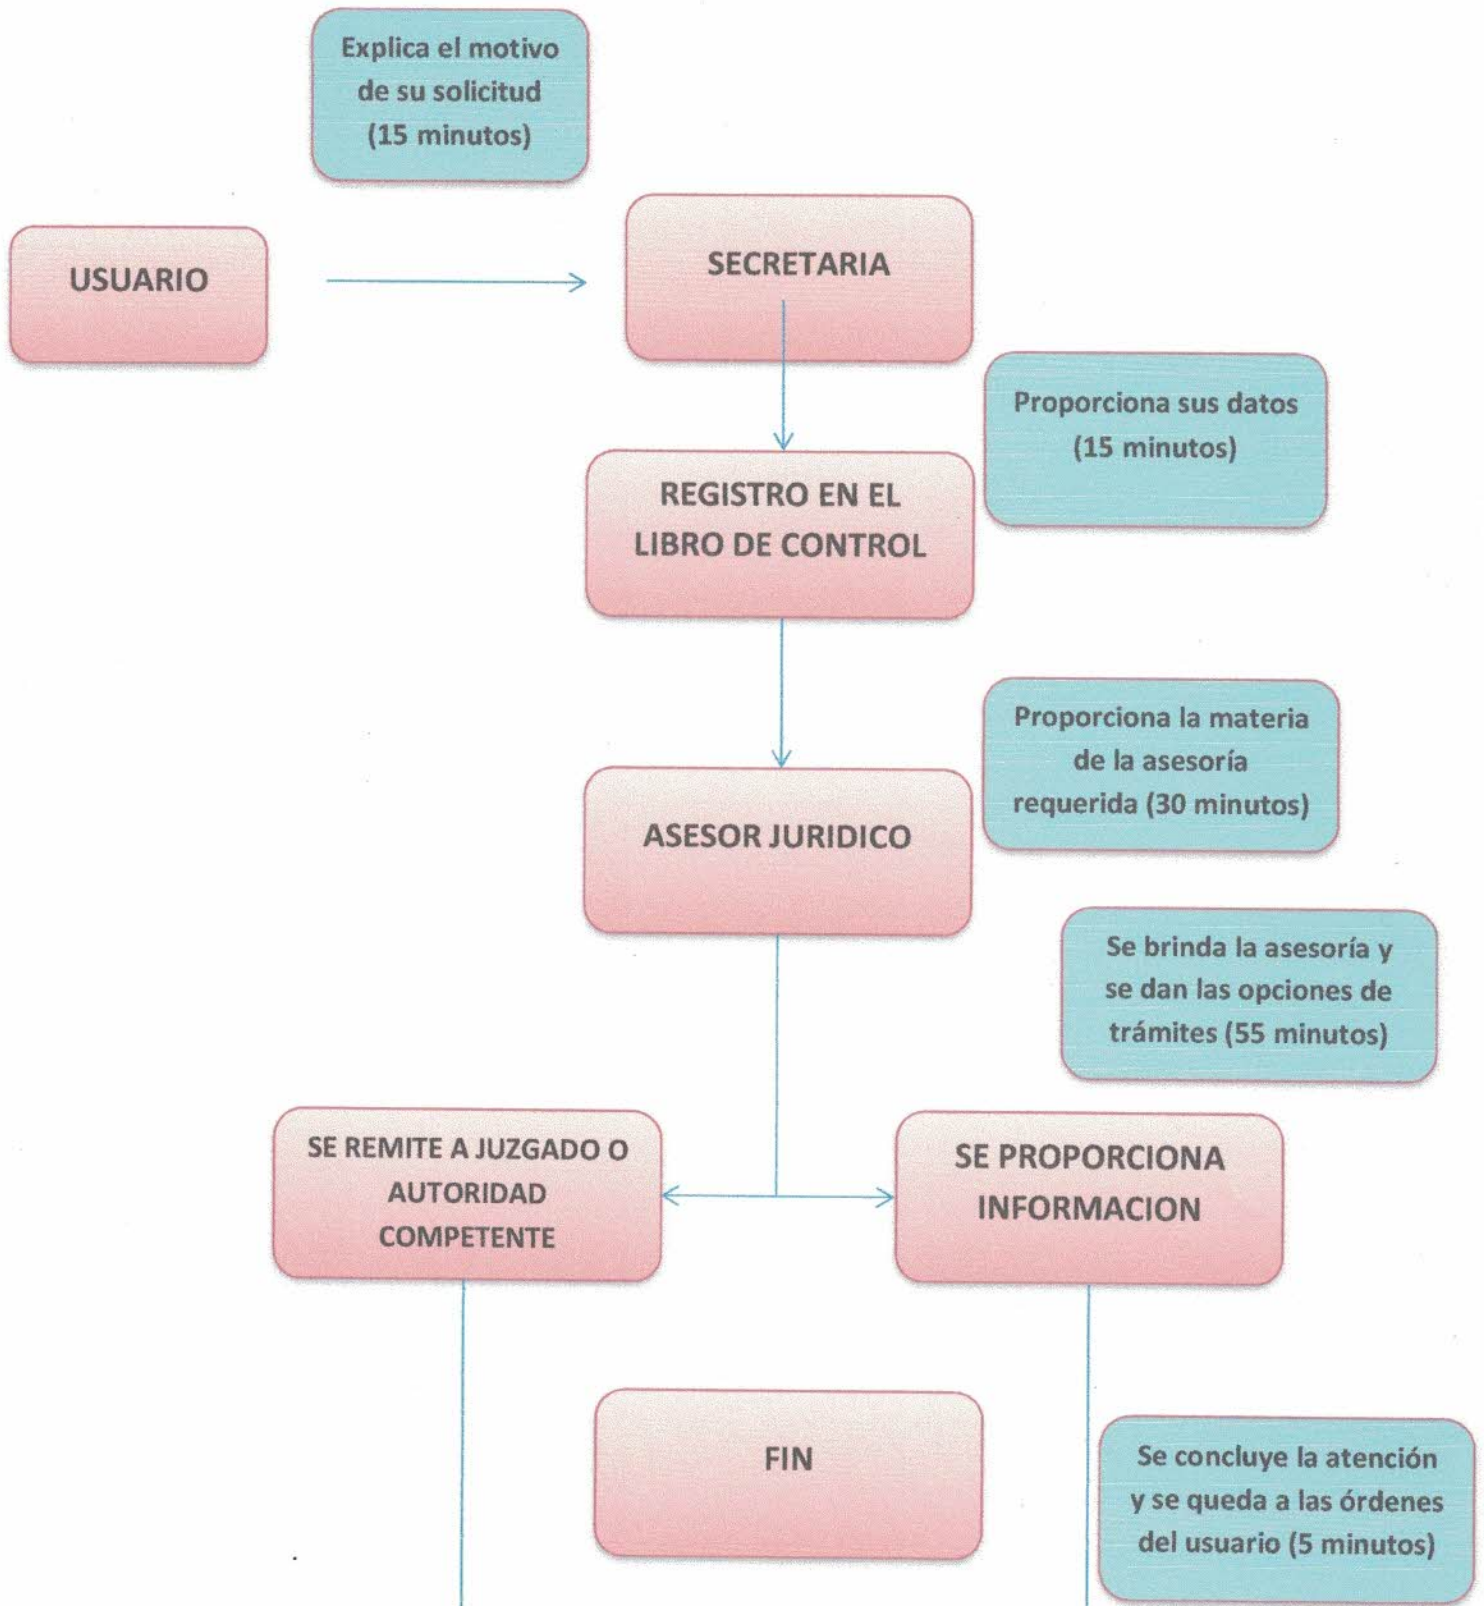 Explica el motivo
de su solicitud
(15 minutos)
USUARIO
SECRETARIA
Proporciona sus datos
(15 minutos)
REGISTRO EN EL
LIBRO DE CONTROL
Proporciona la materia
de la asesoría
requerida (30 minutos)
ASESOR JURIDICO
Se brinda la asesoría y
se dan las opciones de
trámites (55 minutos)
SE REMITE A JUZGADO O
AUTORIDAD
COMPETENTE
SE PROPORCIONA
INFORMACION
FIN
Se concluye la atención
y se queda a las órdenes
del usuario (5 minutos)